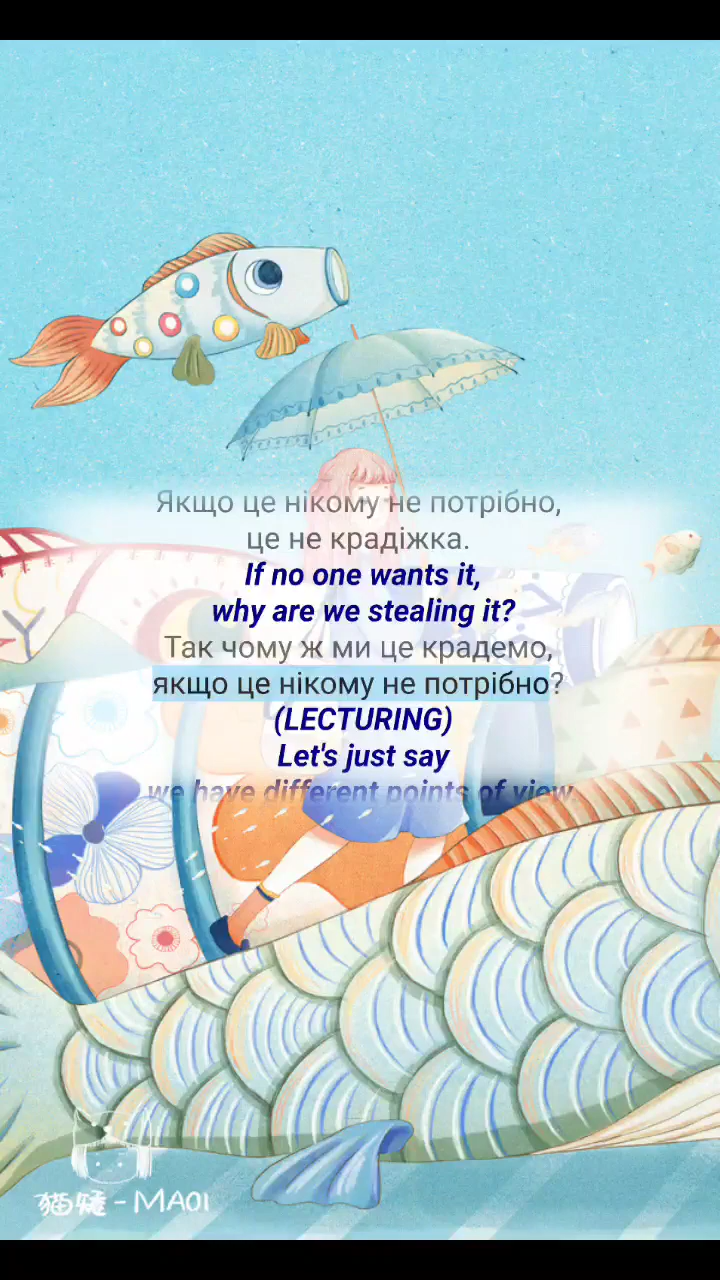 Якщо це нікому не потрібно,
це не крадіжка.
If no one wants it,
why are we stealing it?
Так чому ж ми це крадемо,
якщо це нікому не потрібно?
(LECTURING)
Let's just say
we have different points of view.
猫矮 - MAOI